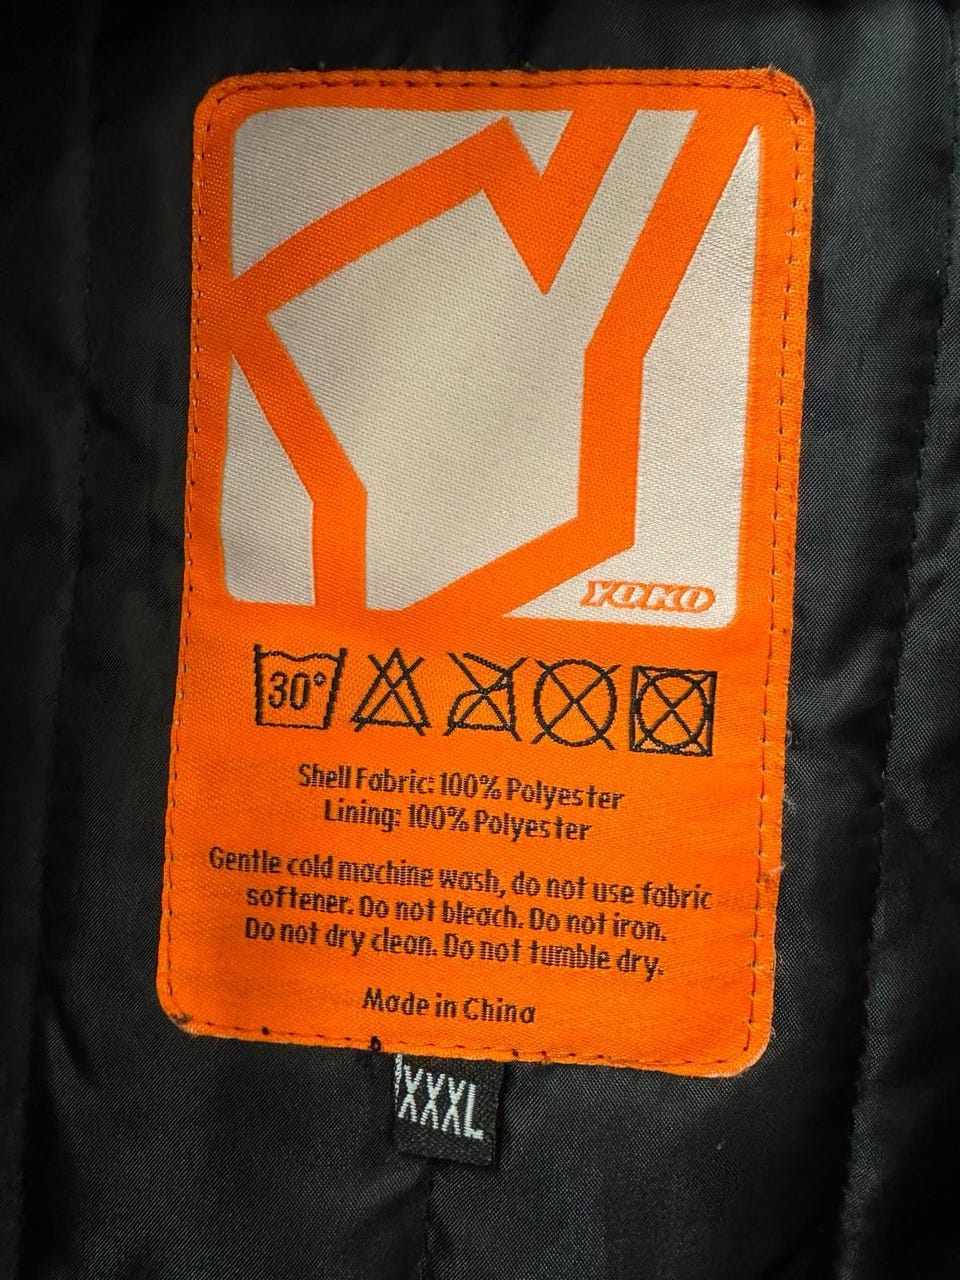 YOKO
30°
Shell Fabric: 100% Polyester
Lining: 100% Polyester
Gentle cold machine wash, do not use fabric
softener. Do not bleach. Do not iron.
Do not dry clean. Do not tumble dry.
Made in China
XXXL